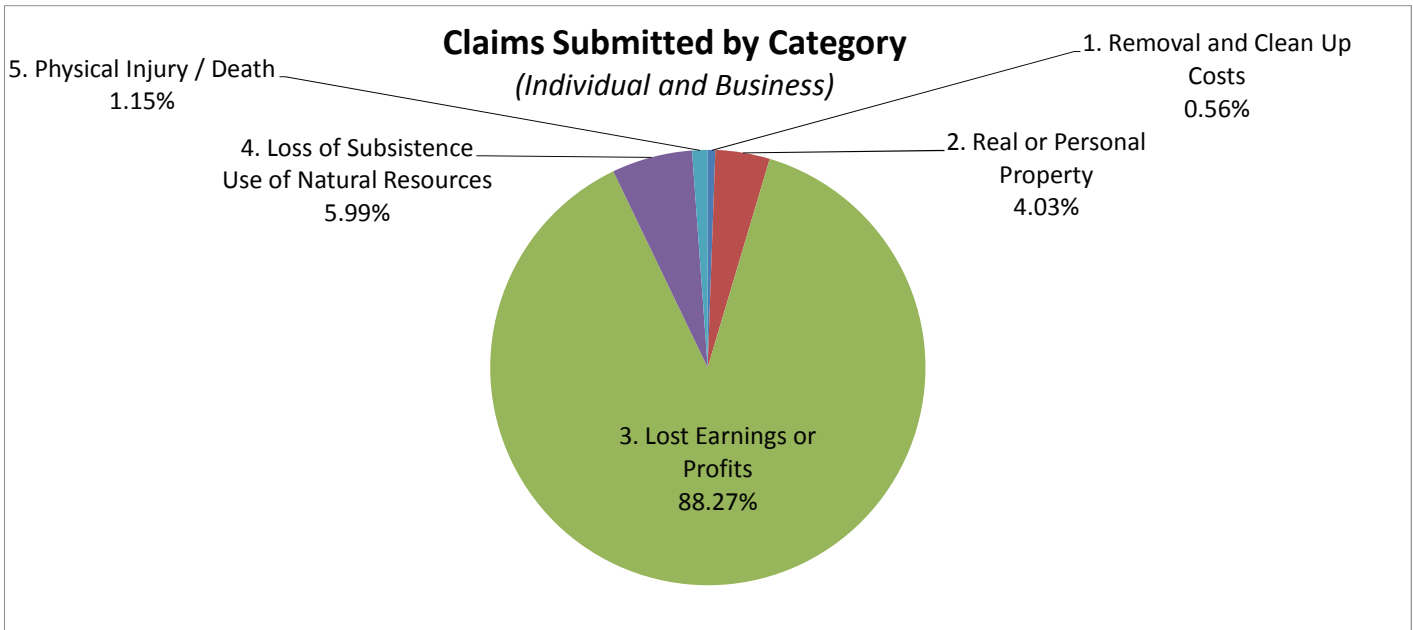 Claims Submitted by Category
(Individual and Business)
1. Removal and Clean Up
Costs
0.56%
2. Real or Personal
Property
4.03%
3. Lost Earnings or
Profits
88.27%
4. Loss of Subsistence
Use of Natural Resources
5.99%
5. Physical Injury / Death
1.15%